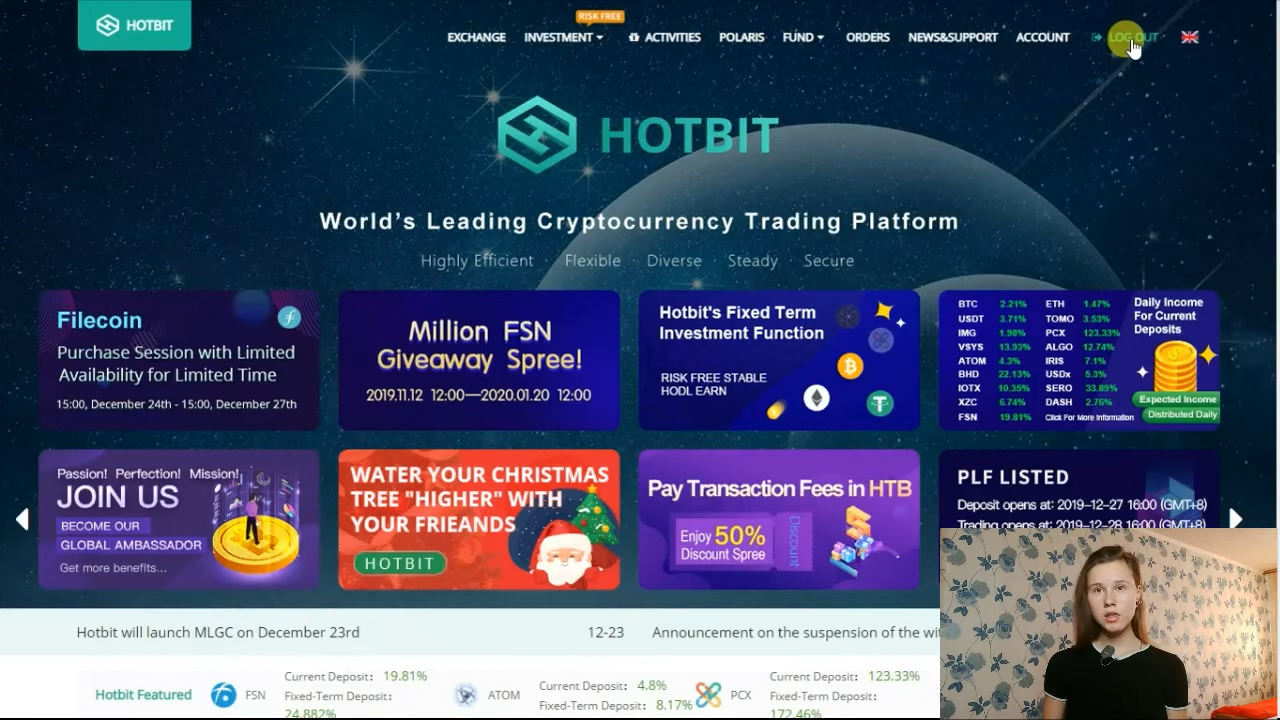 HOTBIT
RISK FREE
EXCHANGE INVESTMENT ACTIVITIES POLARIS FUND ORDERS NEWS&SUPPORT ACCOUNT LOG OUT
HOTBIT
World's Leading Cryptocurrency Trading Platform
Highly Efficient · Flexible · Diverse · Steady · Secure
Filecoin
Purchase Session with Limited
Availability for Limited Time
15:00, December 24th - 15:00, December 27th
Million FSN
Giveaway Spree!
2019.11.12 12:00—2020.01.20 12:00
Hotbit's Fixed Term
Investment Function
RISK FREE STABLE
HODL EARN
BTC 2.21% ETH 1.47%
USDT 3.71% TOMO 3.53%
IMG 1.98% PCX 123.33%
VSYS 13.93% ALGO 12.74%
ATOM 4.3% IRIS 7.1%
BHD 22.13% USDx 5.3%
IOTX 10.35% SERO 33.89%
XZC 6.74% DASH 2.76%
FSN 19.81% Click For More Information
Daily Income
For Current
Deposits
Expected Income
Distributed Daily
Passion! Perfection! Mission!
JOIN US
BECOME OUR
GLOBAL AMBASSADOR
Get more benefits...
WATER YOUR CHRISTMAS
TREE "HIGHER" WITH
YOUR FRIEANDS
HOTBIT
Pay Transaction Fees in HTB
Enjoy 50%
Discount Spree
Discount
PLF LISTED
Deposit opens at: 2019-12-27 16:00 (GMT+8)
Trading opens at: 2019-12-28 16:00 (GMT+8)
Hotbit will launch MLGC on December 23rd 12-23 Announcement on the suspension of the wi
Hotbit Featured
FSN
Current Deposit: 19.81%
Fixed-Term Deposit:
24.882%
ATOM
Current Deposit: 4.8%
Fixed-Term Deposit: 8.17%
PCX
Current Deposit: 123.33%
Fixed-Term Deposit:
172.46%